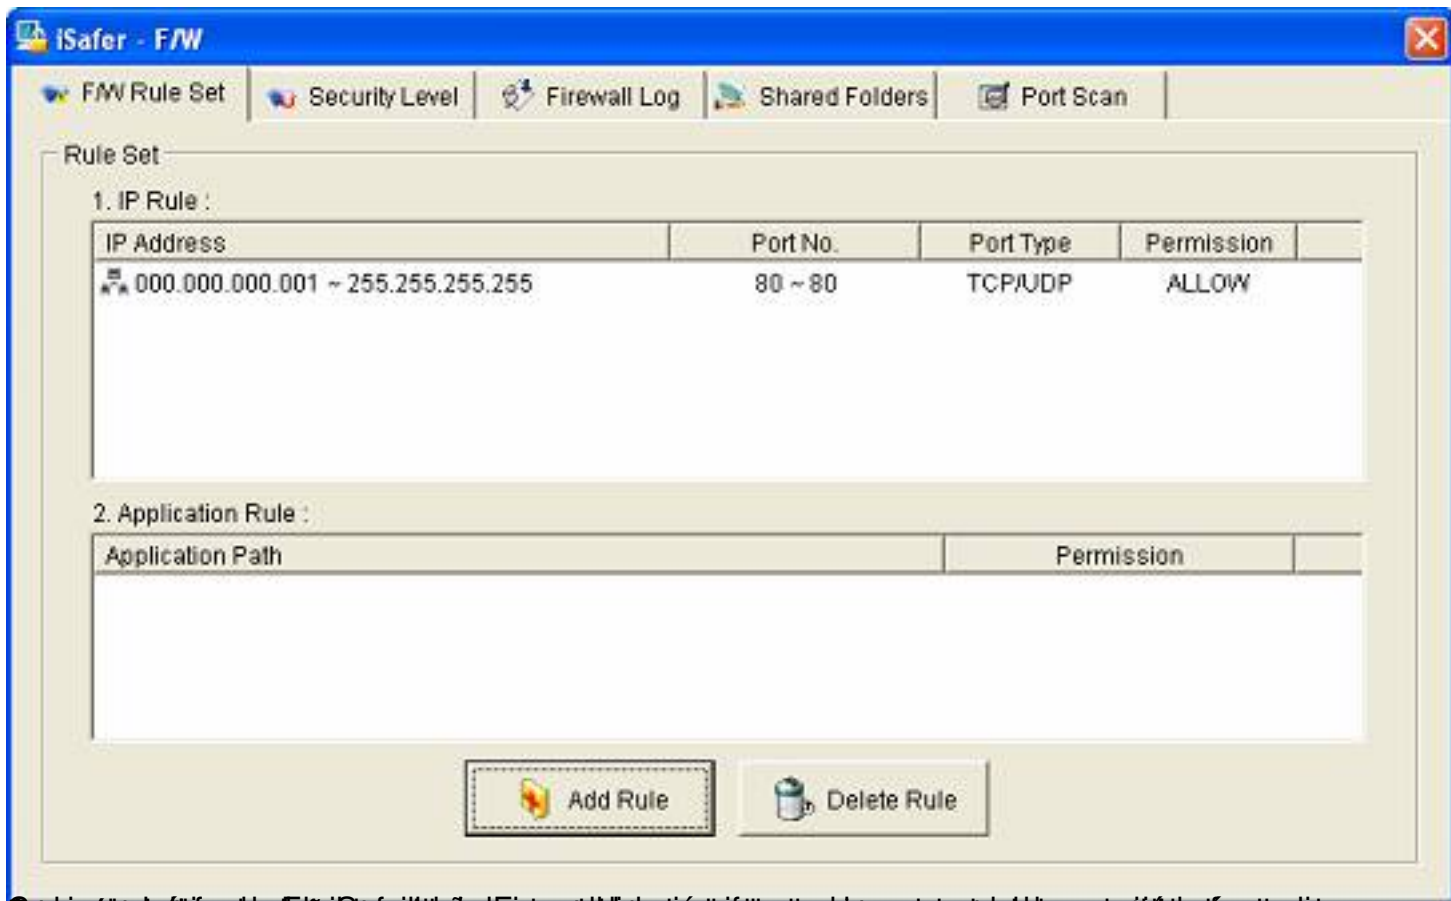 iSafer - F/W
F/W Rule Set Security Level Firewall Log Shared Folders Port Scan
Rule Set
1. IP Rule :
IP Address Port No. Port Type Permission
000.000.000.001 ~ 255.255.255.255 80 ~ 80 TCP/UDP ALLOW
2. Application Rule :
Application Path Permission
Add Rule Delete Rule